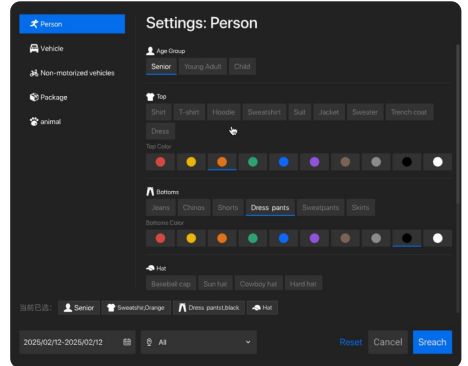 Person
Vehicle
Non-motorized vehicles
Package
animal
Settings: Person
Age Group
Senior Young Adult Child
Top
Shirt T-shirt Hoodie Sweatshirt Suit Jacket Sweater Trench coat
Dress
Top Color
Bottoms
Jeans Chinos Shorts Dress pants Sweatpants Skirts
Bottoms Color
Hat
Baseball cap Sun hat Cowboy hat Hard hat
当前已选: Senior Sweatshir,Orange Dress pantst,black Hat
2025/02/12-2025/02/12 All Reset Cancel Sreach